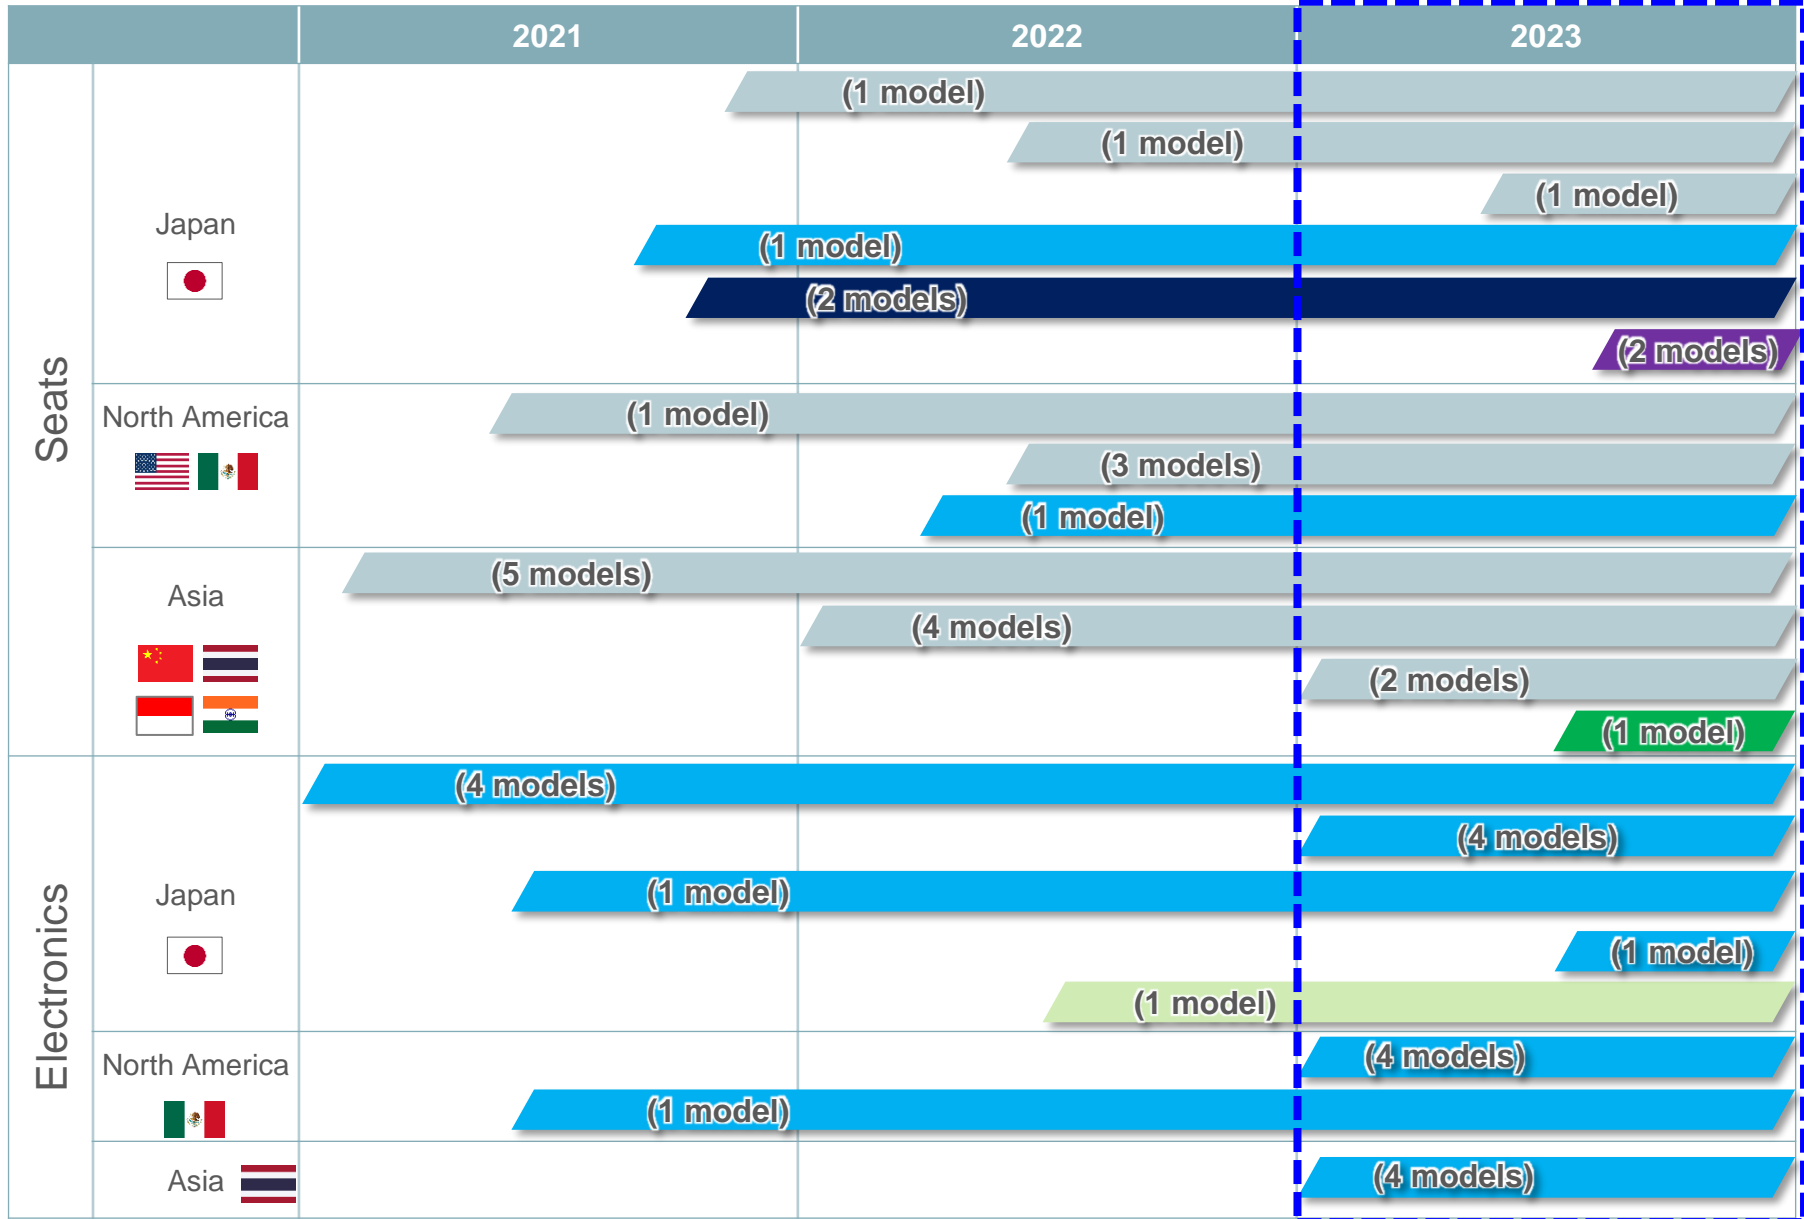 2021 2022 2023
Seats
Japan
(1 model)
(1 model)
(1 model)
(1 model)
(2 models)
(2 models)
North America
(1 model)
(3 models)
(1 model)
Asia
(5 models)
(4 models)
(2 models)
(1 model)
Electronics
Japan
(4 models)
(4 models)
(1 model)
(1 model)
(1 model)
North America
(4 models)
(1 model)
Asia
(4 models)